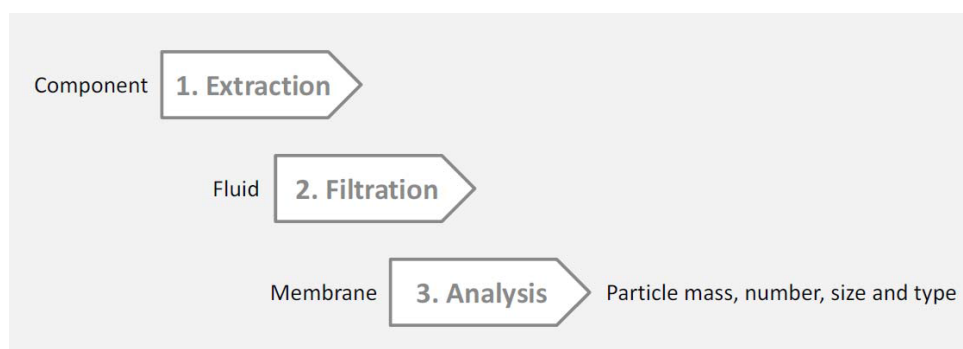 Component 1. Extraction
Fluid 2. Filtration
Membrane 3. Analysis Particle mass, number, size and type